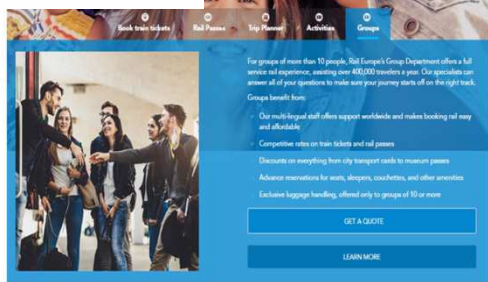 Book train tickets
Rail Passes
Trip Planner
Activities
Groups
For groups of more than 10 people, Rail Europe's Group Department offers a full
service rail experience, assisting over 400,000 travelers a year. Our specialists can
answer all of your questions to make sure your journey starts off on the right track.
Groups benefit from:
Our multi-lingual staff offers support worldwide and makes booking rail easy
and affordable
Competitive rates on train tickets and rail passes
Discounts on everything from city transport cards to museum passes
Advance reservations for seats, sleepers, couchettes, and other amenities
Exclusive luggage handling, offered only to groups of 10 or more
GET A QUOTE
LEARN MORE